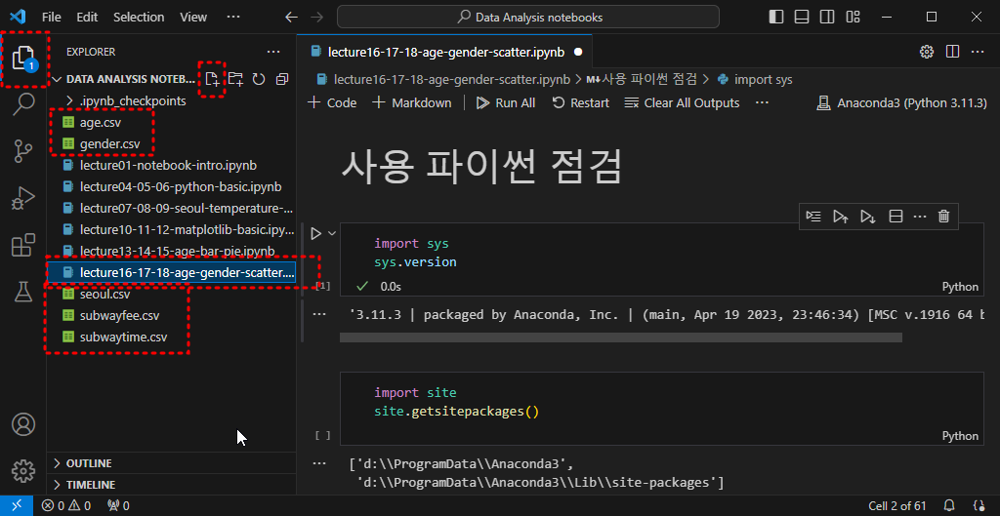 File Edit Selection View ··· Data Analysis notebooks
EXPLORER ···
1
DATA ANALYSIS NOTEB...
.ipynb_checkpoints
age.csv
gender.csv
lecture01-notebook-intro.ipynb
lecture04-05-06-python-basic.ipynb
lecture07-08-09-seoul-temperature-...
lecture10-11-12-matplotlib-basic.ipy...
lecture13-14-15-age-bar-pie.ipynb
lecture16-17-18-age-gender-scatter....
seoul.csv
subwayfee.csv
subwaytime.csv
OUTLINE
TIMELINE
lecture16-17-18-age-gender-scatter.ipynb
lecture16-17-18-age-gender-scatter.ipynb > M↓사용 파이썬 점검 > import sys
+ Code + Markdown Run All Restart Clear All Outputs ··· Anaconda3 (Python 3.11.3)
사용 파이썬 점검
import sys
sys.version
[1] 0.0s Python
'3.11.3 | packaged by Anaconda, Inc. | (main, Apr 19 2023, 23:46:34) [MSC v.1916 64 b
import site
site.getsitepackages()
[ ] Python
['d:\\ProgramData\\Anaconda3',
'd:\\ProgramData\\Anaconda3\\Lib\\site-packages']
0 0 0 Cell 2 of 61